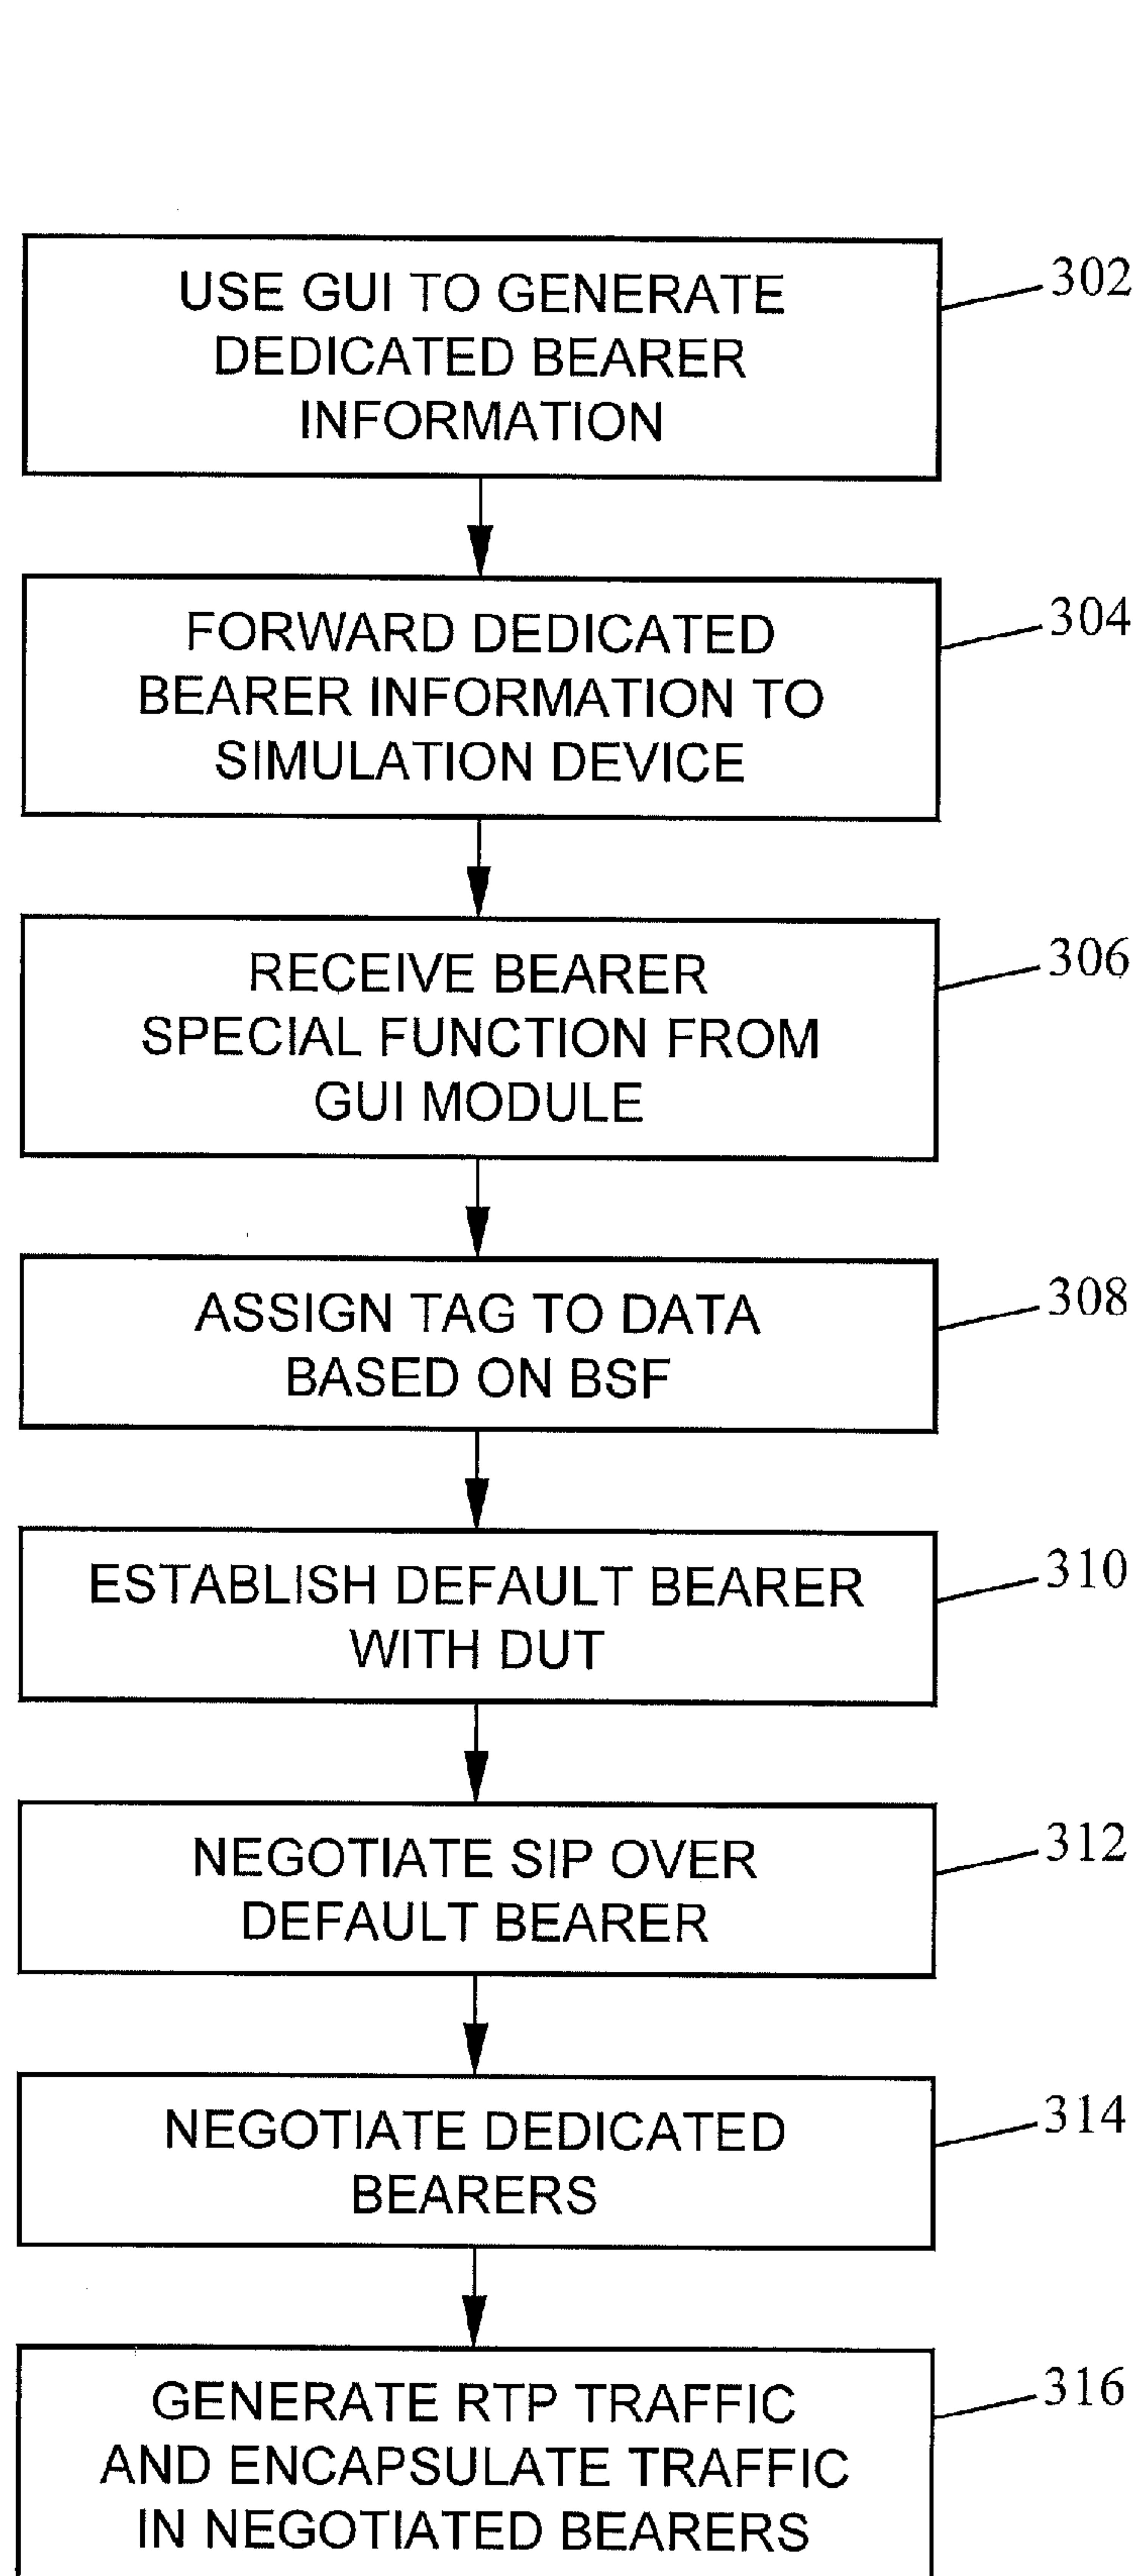 USE GUI TO GENERATE
DEDICATED BEARER
INFORMATION
302
FORWARD DEDICATED
BEARER INFORMATION TO
SIMULATION DEVICE
304
RECEIVE BEARER
SPECIAL FUNCTION FROM
GUI MODULE
306
ASSIGN TAG TO DATA
BASED ON BSF
308
ESTABLISH DEFAULT BEARER
WITH DUT
310
NEGOTIATE SIP OVER
DEFAULT BEARER
312
NEGOTIATE DEDICATED
BEARERS
314
GENERATE RTP TRAFFIC
AND ENCAPSULATE TRAFFIC
IN NEGOTIATED BEARERS
316